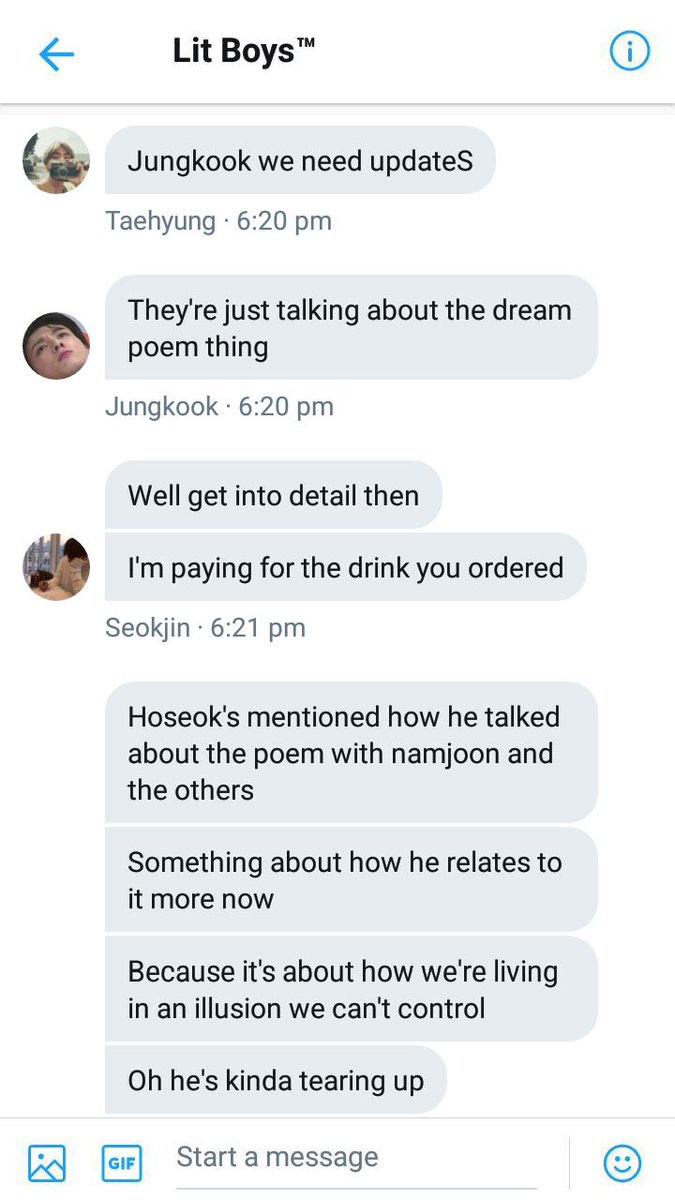 Lit Boys™
Jungkook we need updateS
Taehyung · 6:20 pm
They're just talking about the dream
poem thing
Jungkook · 6:20 pm
Well get into detail then
I'm paying for the drink you ordered
Seokjin · 6:21 pm
Hoseok's mentioned how he talked
about the poem with namjoon and
the others
Something about how he relates to
it more now
Because it's about how we're living
in an illusion we can't control
Oh he's kinda tearing up
GIF
Start a message